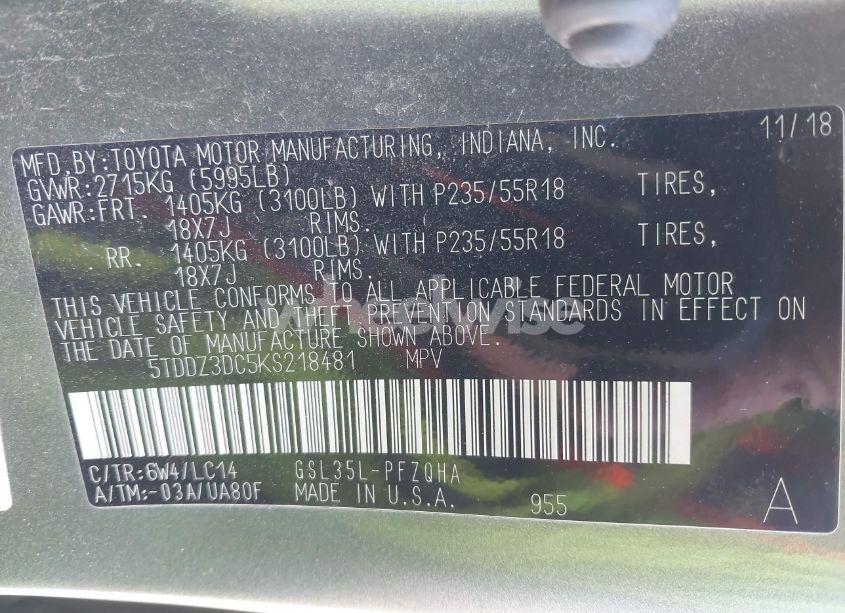 MFD. BY: TOYOTA MOTOR MANUFACTURING, INDIANA, INC. 11/18
GVWR: 2715KG (5995LB)
GAWR: FRT. 1405KG (3100LB) WITH P235/55R18 TIRES,
18X7J RIMS.
RR. 1405KG (3100LB) WITH P235/55R18 TIRES,
18X7J RIMS.
THIS VEHICLE CONFORMS TO ALL APPLICABLE FEDERAL MOTOR
VEHICLE SAFETY AND THEFT PREVENTION STANDARDS IN EFFECT ON
THE DATE OF MANUFACTURE SHOWN ABOVE.
5TDDZ3DC5KS218481 MPV
C/TR: 6W4/LC14 GSL35L-PFZQHA
A/TM:-03A/UA80F MADE IN U.S.A. 955 A
wheelwise